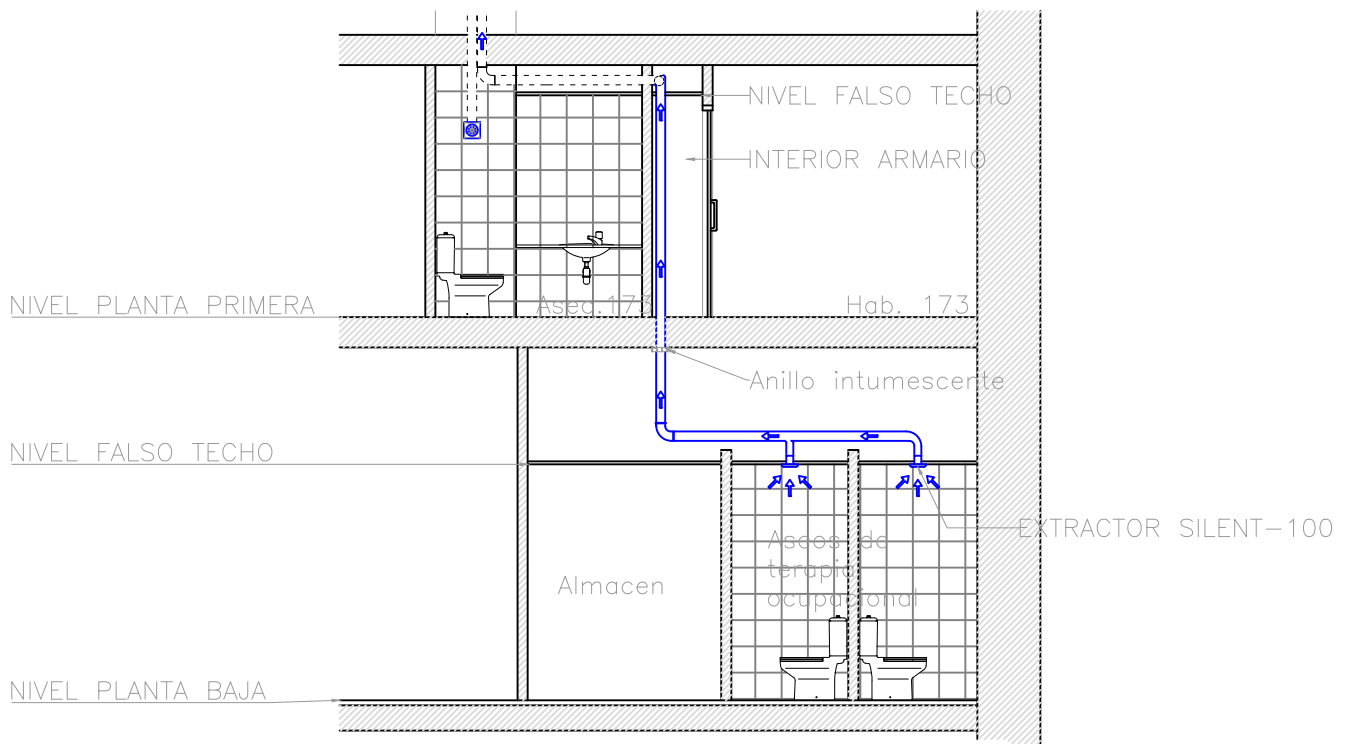 NIVEL FALSO TECHO
INTERIOR ARMARIO
NIVEL PLANTA PRIMERA
Aseo.173
Hab. 173
Anillo intumescente
NIVEL FALSO TECHO
EXTRACTOR SILENT-100
Aseos de
terapia
ocupacional
Almacen
NIVEL PLANTA BAJA